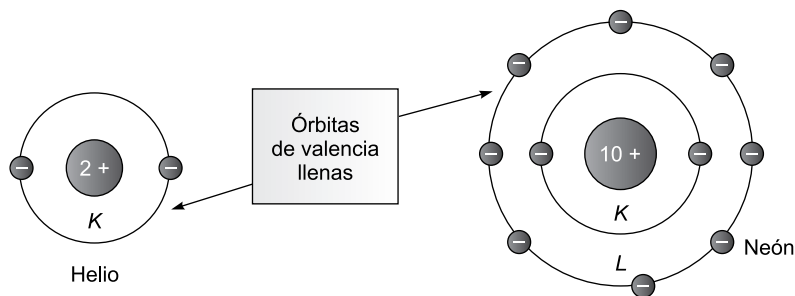 Órbitas
de valencia
llenas
2 +
K
Helio
10 +
K
L
Neón